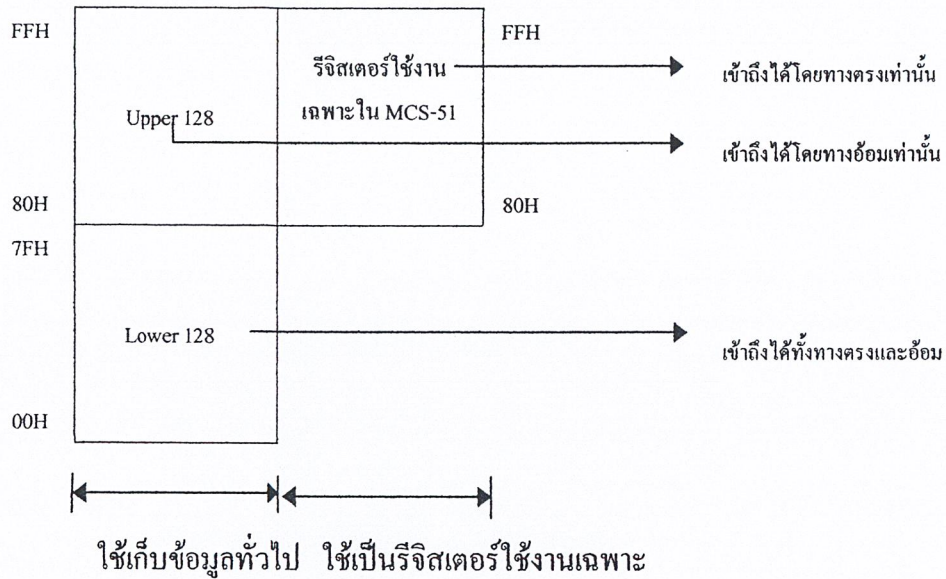 FFH
FFH
รีจิสเตอร์ใช้งาน
เข้าถึงได้โดยทางตรงเท่านั้น
เฉพาะใน MCS-51
Upper 128
เข้าถึงได้โดยทางอ้อมเท่านั้น
80H
80H
7FH
Lower 128
เข้าถึงได้ทั้งทางตรงและอ้อม
00H
ใช้เก็บข้อมูลทั่วไป ใช้เป็นรีจิสเตอร์ใช้งานเฉพาะ